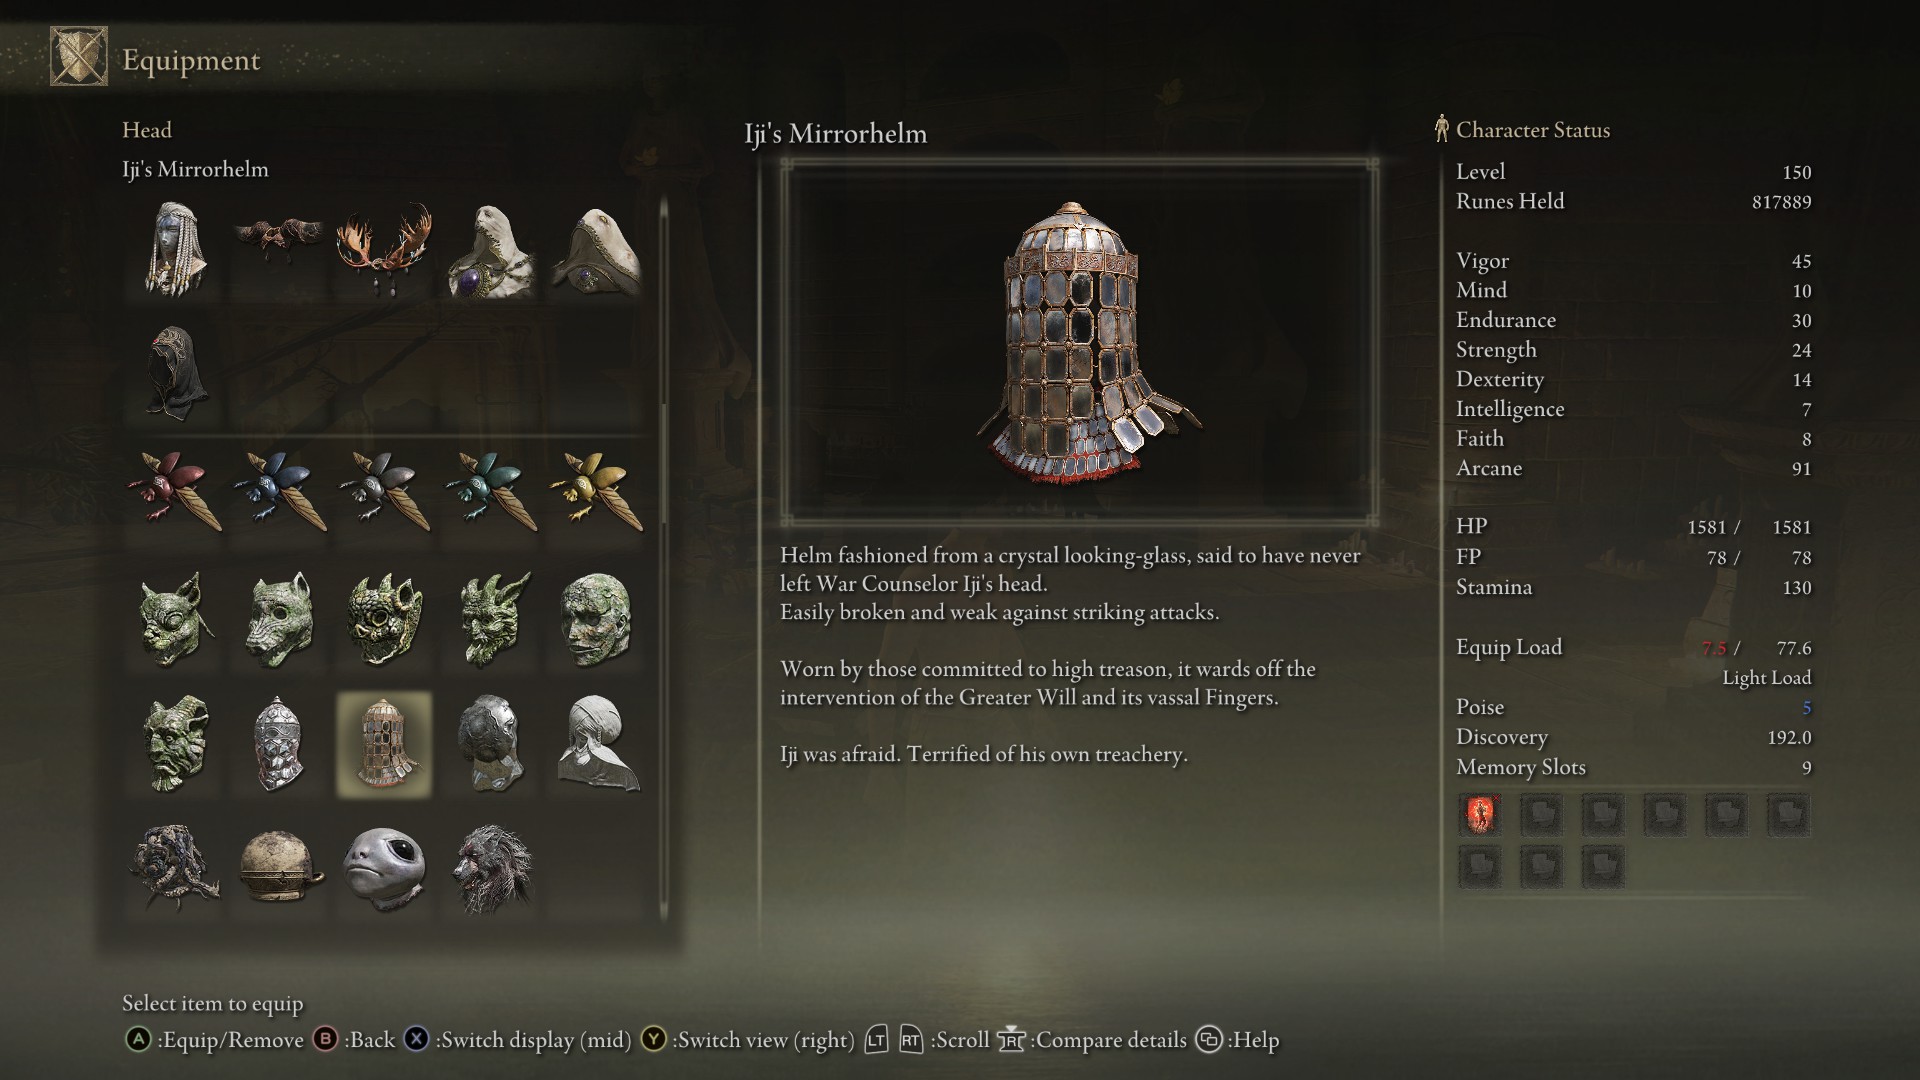 Equipment
Head
Iji's Mirrorhelm
Iji's Mirrorhelm
Helm fashioned from a crystal looking-glass, said to have never
left War Counselor Iji's head.
Easily broken and weak against striking attacks.
Worn by those committed to high treason, it wards off the
intervention of the Greater Will and its vassal Fingers.
Iji was afraid. Terrified of his own treachery.
Character Status
Level 150
Runes Held 817889
Vigor 45
Mind 10
Endurance 30
Strength 24
Dexterity 14
Intelligence 7
Faith 8
Arcane 91
HP 1581 / 1581
FP 78 / 78
Stamina 130
Equip Load 7.5 / 77.6
Light Load
Poise 5
Discovery 192.0
Memory Slots 9
Select item to equip
A :Equip/Remove B :Back X :Switch display (mid) Y :Switch view (right) LT RT :Scroll R :Compare details :Help